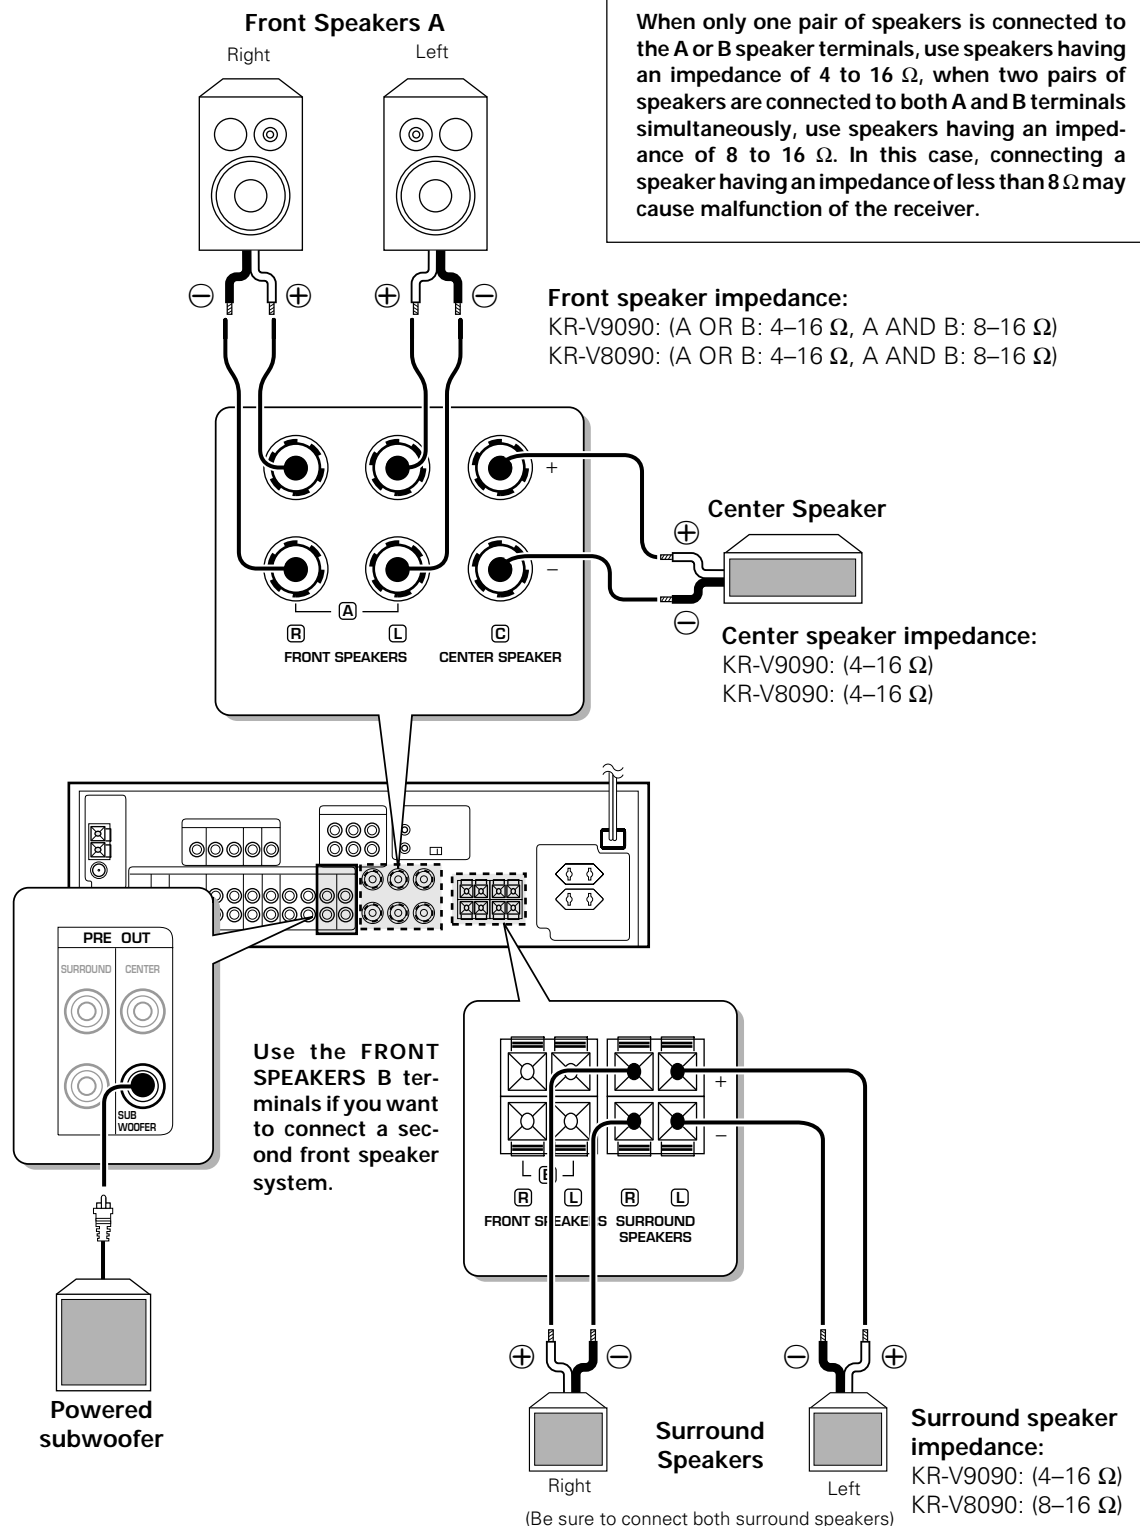 Front Speakers A
Right
Left
When only one pair of speakers is connected to
the A or B speaker terminals, use speakers having
an impedance of 4 to 16 Ω, when two pairs of
speakers are connected to both A and B terminals
simultaneously, use speakers having an imped-
ance of 8 to 16 Ω. In this case, connecting a
speaker having an impedance of less than 8 Ω may
cause malfunction of the receiver.
− +
+ −
Front speaker impedance:
KR-V9090: (A OR B: 4–16 Ω, A AND B: 8–16 Ω)
KR-V8090: (A OR B: 4–16 Ω, A AND B: 8–16 Ω)
+
−
A
R
L
C
FRONT SPEAKERS
CENTER SPEAKER
Center Speaker
+
−
Center speaker impedance:
KR-V9090: (4–16 Ω)
KR-V8090: (4–16 Ω)
PRE OUT
SURROUND
CENTER
SUB
WOOFER
Powered
subwoofer
Use the FRONT
SPEAKERS B ter-
minals if you want
to connect a sec-
ond front speaker
system.
+
−
B
R
L
R
L
FRONT SPEAKERS
SURROUND
SPEAKERS
+ −
− +
Right
Surround
Speakers
Left
(Be sure to connect both surround speakers)
Surround speaker
impedance:
KR-V9090: (4–16 Ω)
KR-V8090: (8–16 Ω)